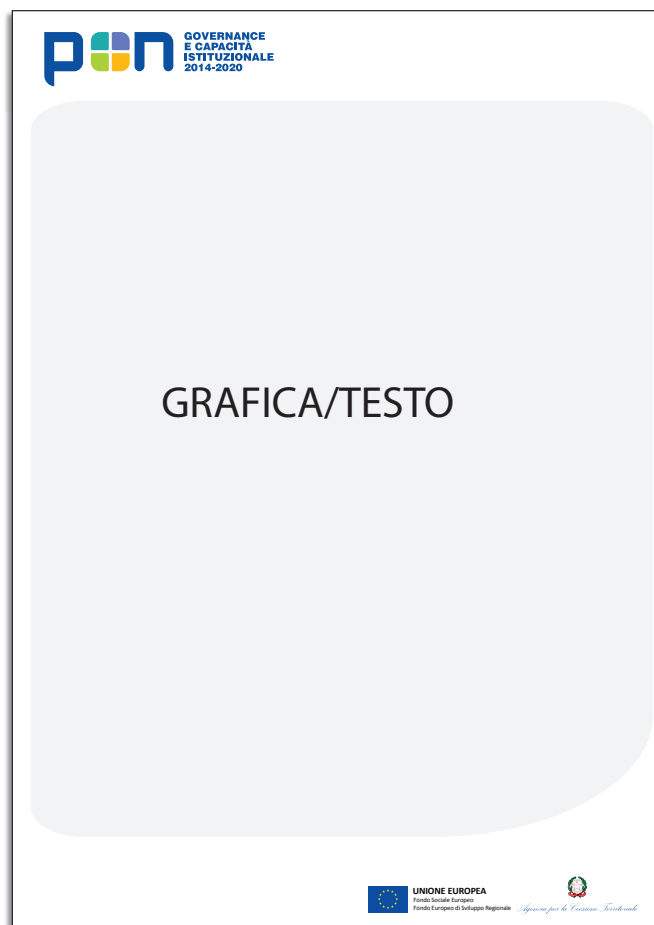 pon
GOVERNANCE
E CAPACITÀ
ISTITUZIONALE
2014-2020
GRAFICA/TESTO
UNIONE EUROPEA
Fondo Sociale Europeo
Fondo Europeo di Sviluppo Regionale
Agenzia per la Coesione Territoriale